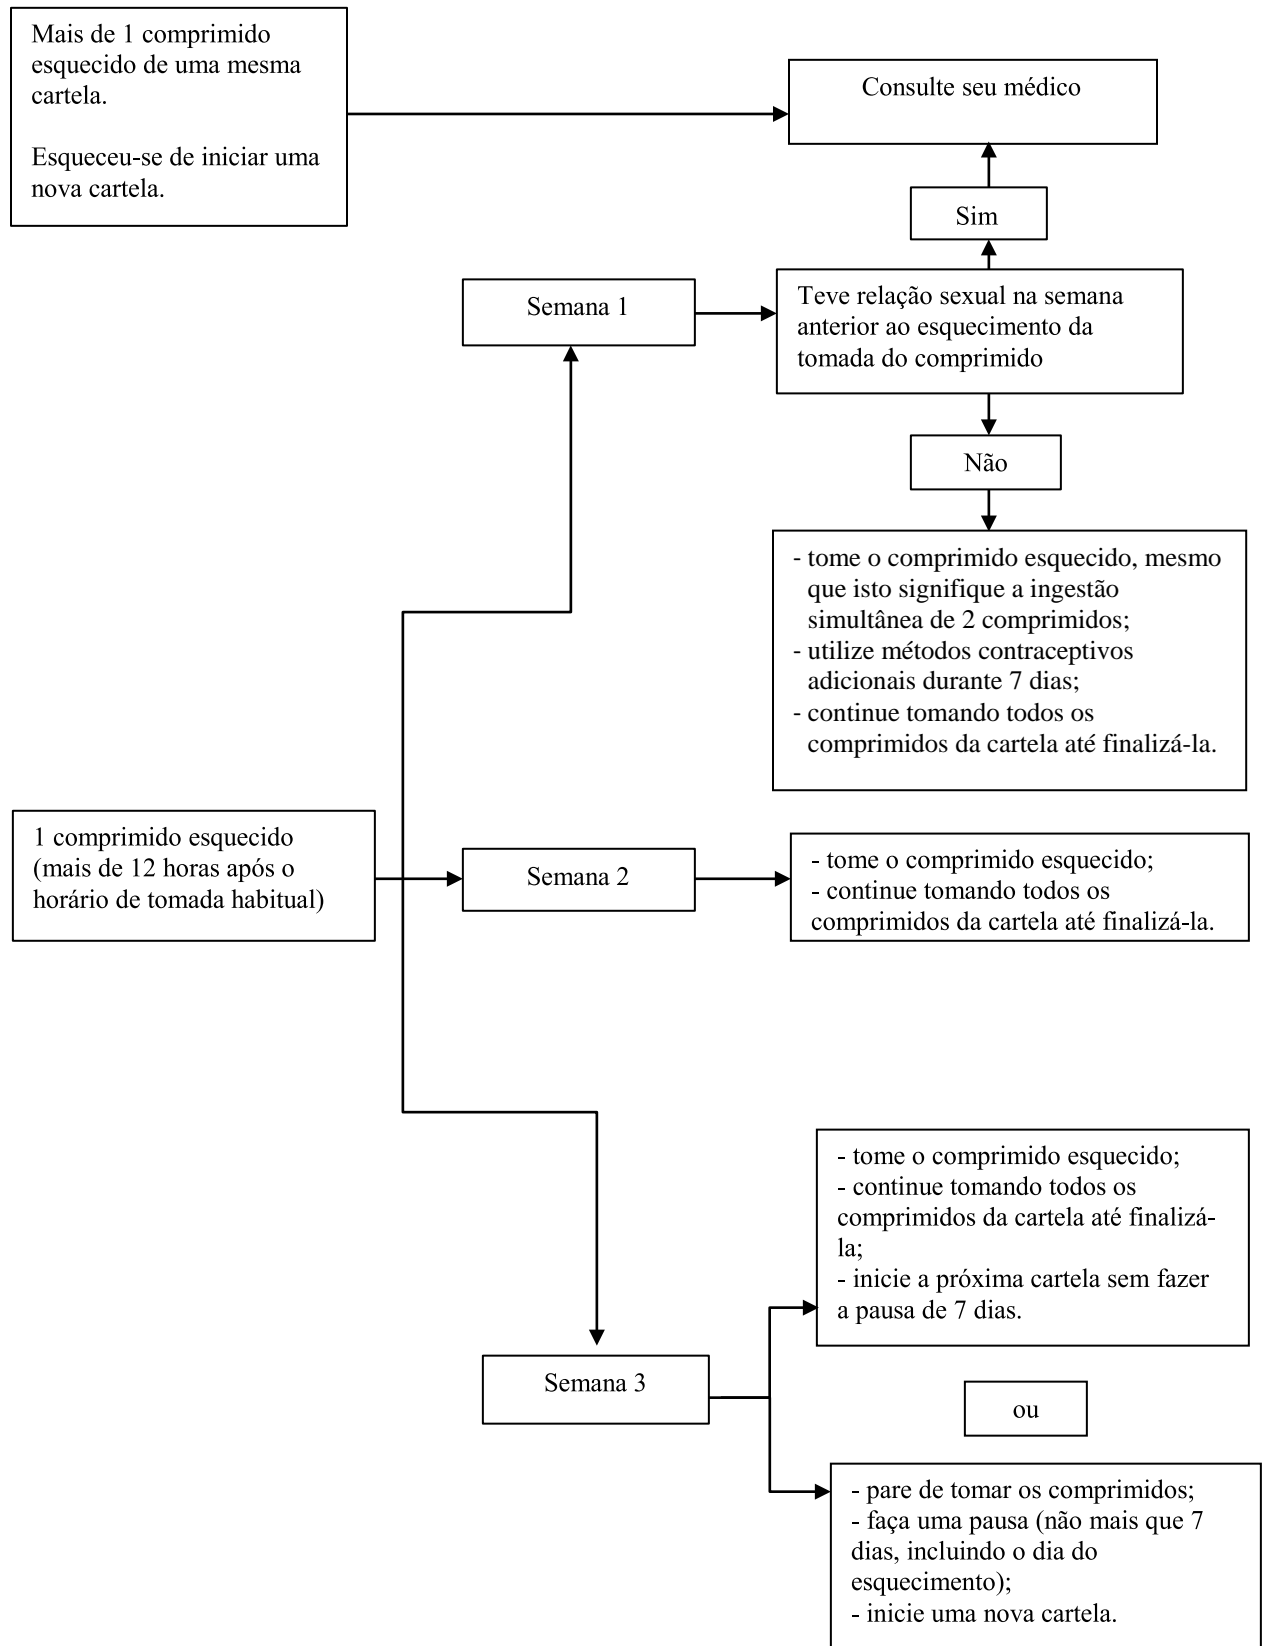 Mais de 1 comprimido
esquecido de uma mesma
cartela.
Esqueceu-se de iniciar uma
nova cartela.
Consulte seu médico
Sim
Semana 1
Teve relação sexual na semana
anterior ao esquecimento da
tomada do comprimido
Não
- tome o comprimido esquecido, mesmo
que isto signifique a ingestão
simultânea de 2 comprimidos;
- utilize métodos contraceptivos
adicionais durante 7 dias;
- continue tomando todos os
comprimidos da cartela até finalizá-la.
1 comprimido esquecido
(mais de 12 horas após o
horário de tomada habitual)
Semana 2
- tome o comprimido esquecido;
- continue tomando todos os
comprimidos da cartela até finalizá-la.
- tome o comprimido esquecido;
- continue tomando todos os
comprimidos da cartela até finalizá-
la;
- inicie a próxima cartela sem fazer
a pausa de 7 dias.
Semana 3
ou
- pare de tomar os comprimidos;
- faça uma pausa (não mais que 7
dias, incluindo o dia do
esquecimento);
- inicie uma nova cartela.